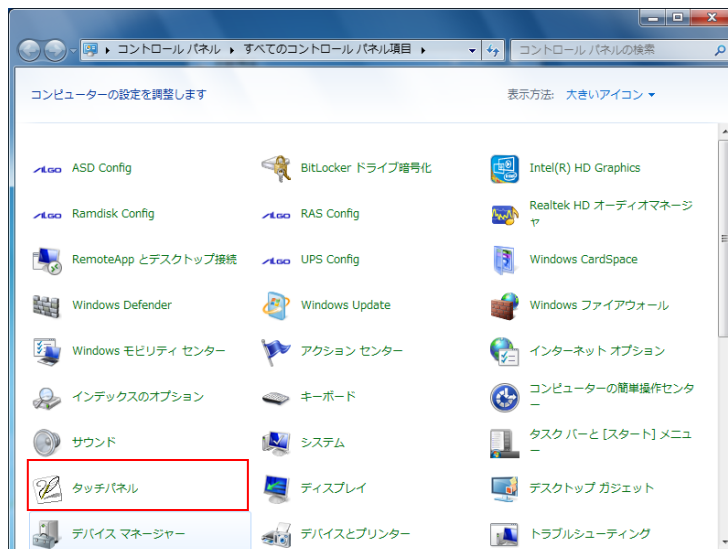 コントロール パネル ▸ すべてのコントロール パネル項目 ▸
コントロール パネルの検索
コンピューターの設定を調整します
表示方法: 大きいアイコン
ALGO ASD Config
BitLocker ドライブ暗号化
Intel(R) HD Graphics
ALGO Ramdisk Config
ALGO RAS Config
Realtek HD オーディオマネージ
ャ
RemoteApp とデスクトップ接続
ALGO UPS Config
Windows CardSpace
Windows Defender
Windows Update
Windows ファイアウォール
Windows モビリティ センター
アクション センター
インターネット オプション
インデックスのオプション
キーボード
コンピューターの簡単操作センタ
ー
サウンド
システム
タスク バーと [スタート] メニュ
ー
タッチパネル
ディスプレイ
デスクトップ ガジェット
デバイス マネージャー
デバイスとプリンター
トラブルシューティング